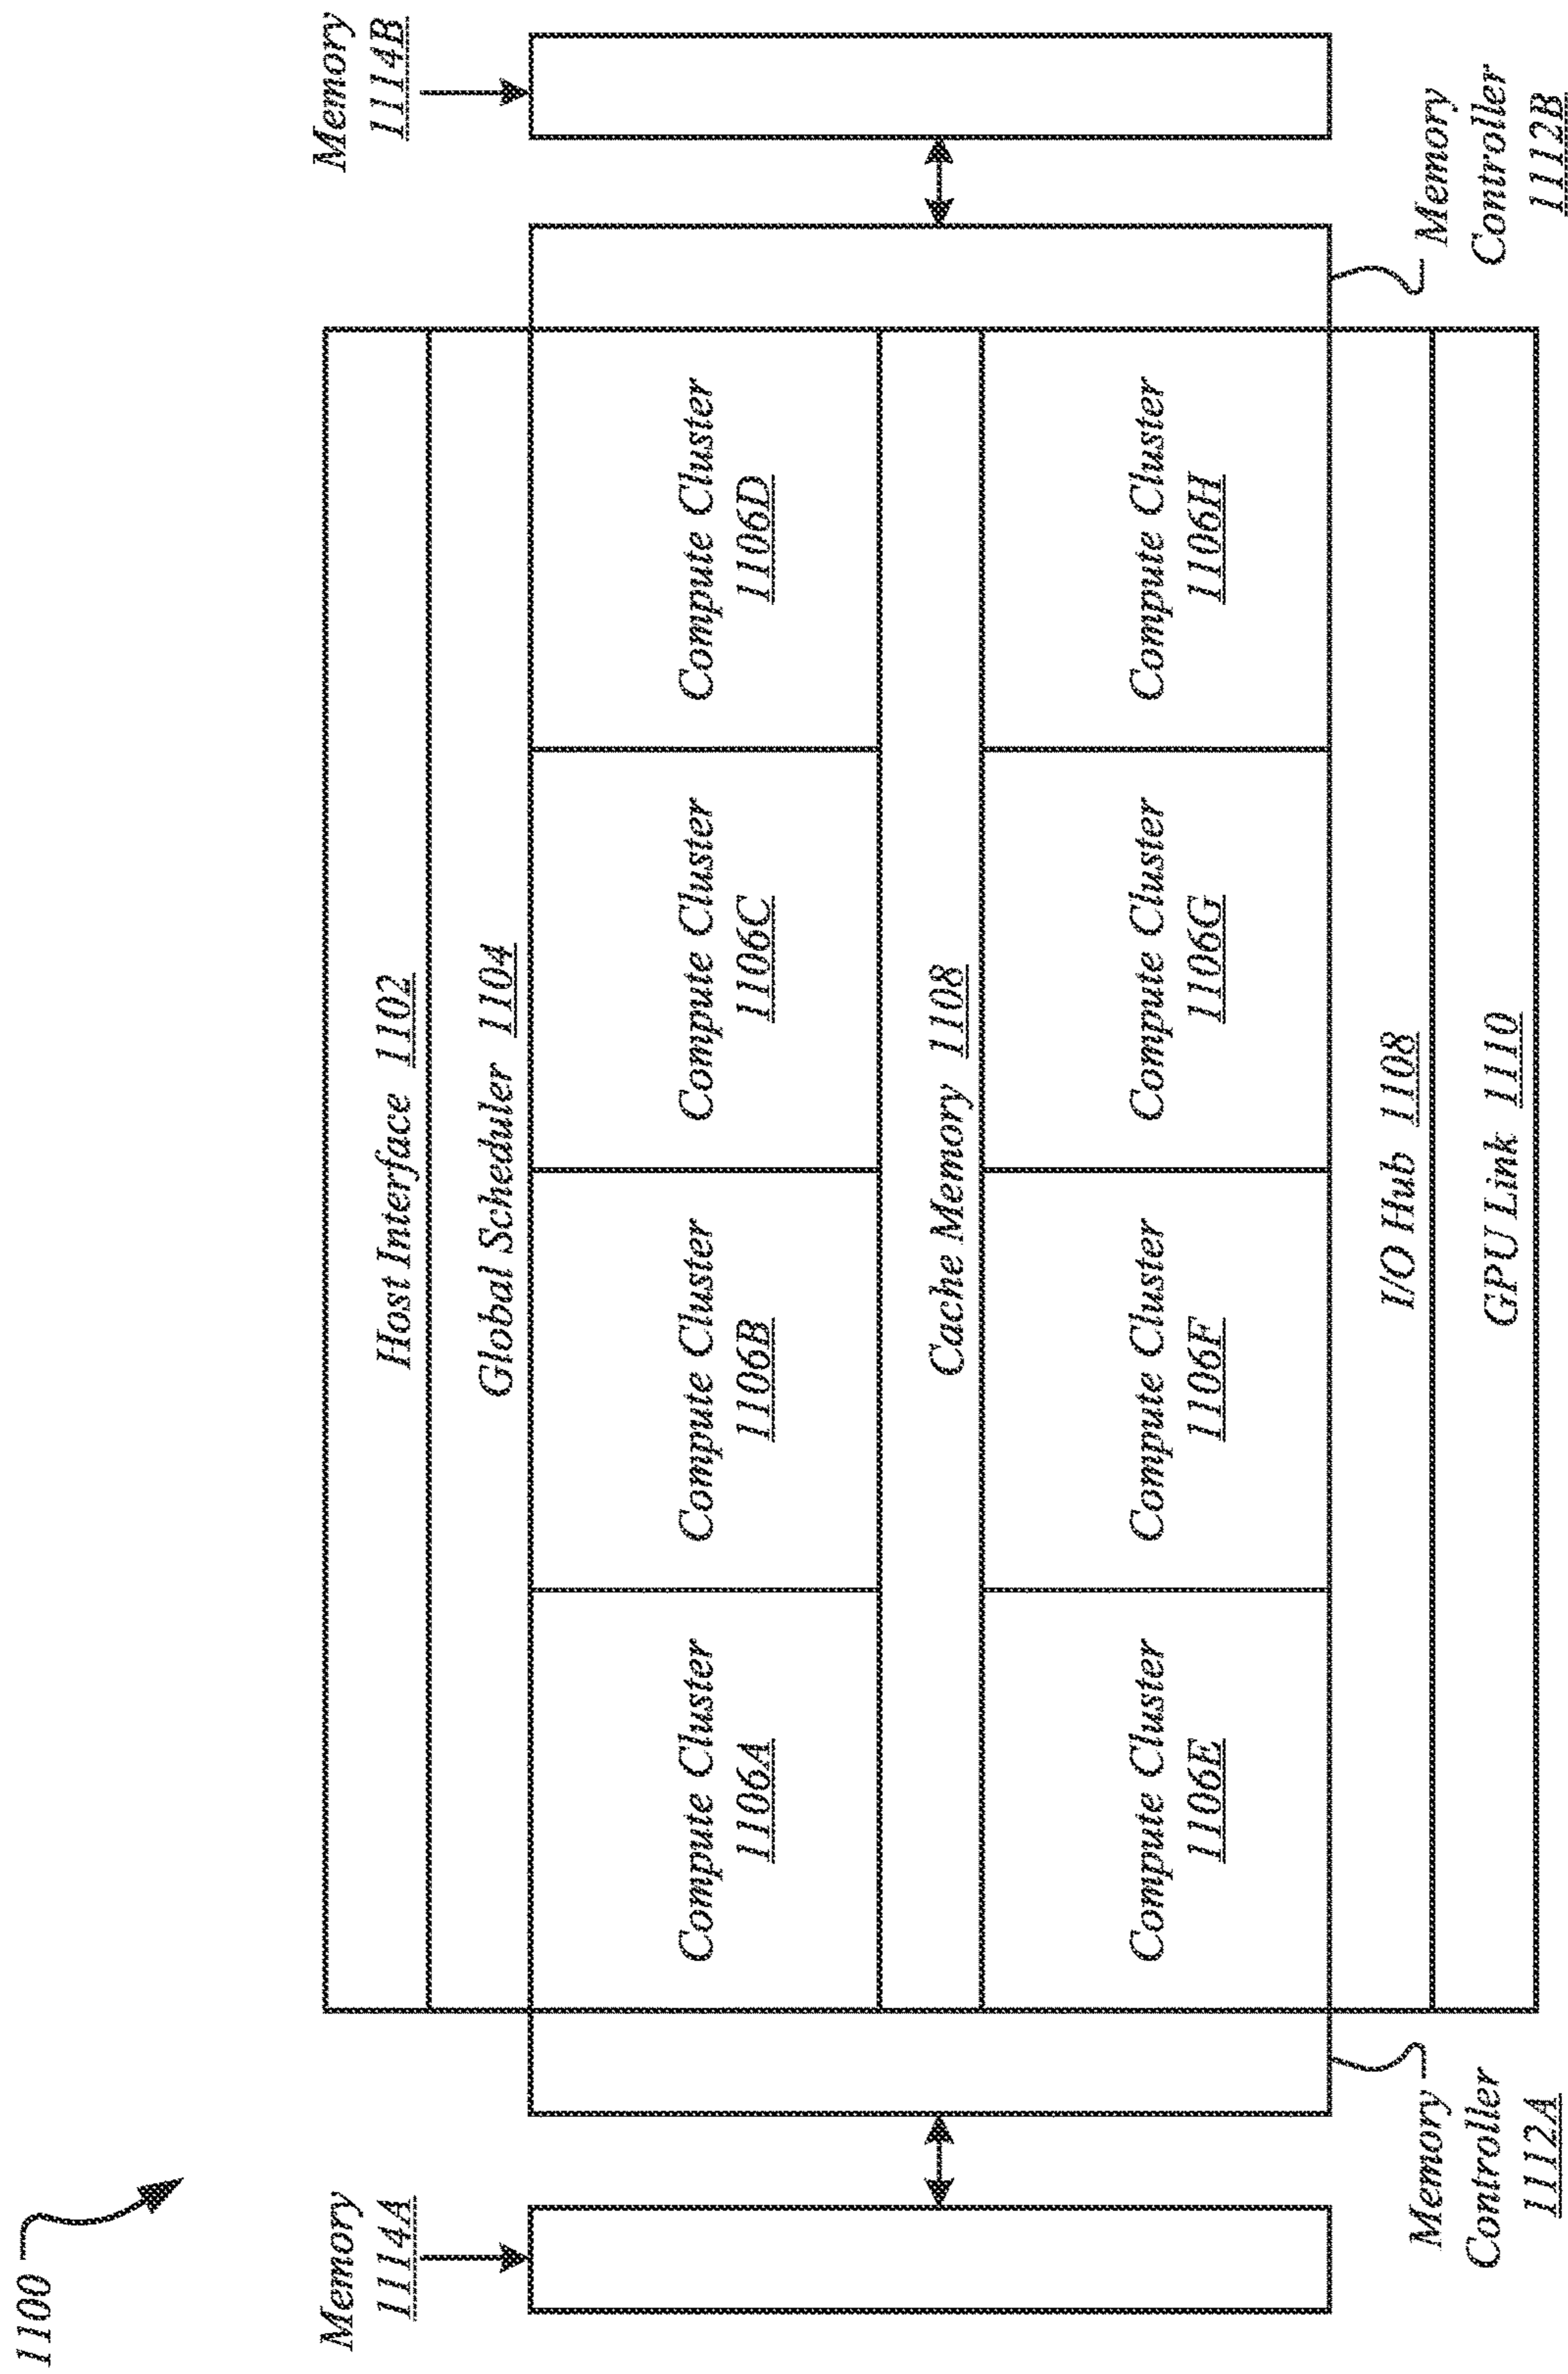 1100
Memory
1114A
Memory
1114B
Host Interface 1102
Global Scheduler 1104
Compute Cluster
1106A
Compute Cluster
1106B
Compute Cluster
1106C
Compute Cluster
1106D
Cache Memory 1108
Compute Cluster
1106E
Compute Cluster
1106F
Compute Cluster
1106G
Compute Cluster
1106H
I/O Hub 1108
GPU Link 1110
Memory
Controller
1112A
Memory
Controller
1112B